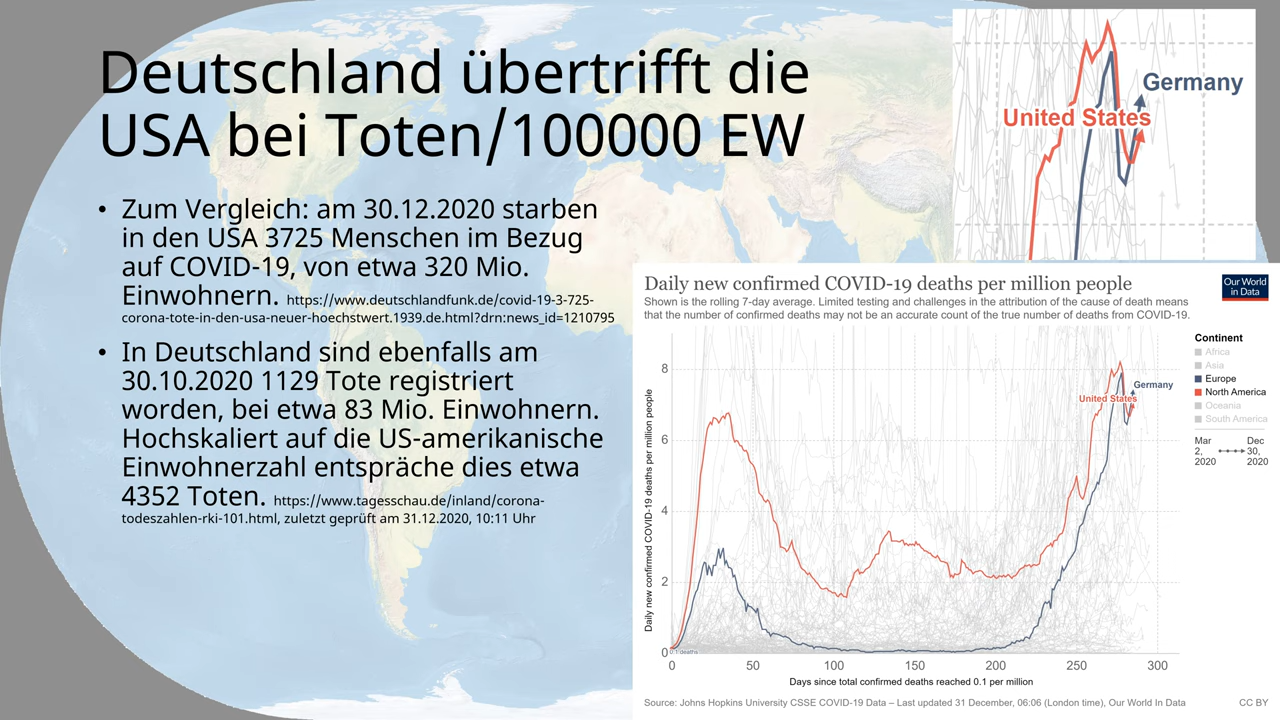 Deutschland übertrifft die
USA bei Toten/100000 EW
• Zum Vergleich: am 30.12.2020 starben
in den USA 3725 Menschen im Bezug
auf COVID-19, von etwa 320 Mio.
Einwohnern. https://www.deutschlandfunk.de/covid-19-3-725-
corona-tote-in-den-usa-neuer-hoechstwert.1939.de.html?drn:news_id=1210795
• In Deutschland sind ebenfalls am
30.10.2020 1129 Tote registriert
worden, bei etwa 83 Mio. Einwohnern.
Hochskaliert auf die US-amerikanische
Einwohnerzahl entspräche dies etwa
4352 Toten. https://www.tagesschau.de/inland/corona-
todeszahlen-rki-101.html, zuletzt geprüft am 31.12.2020, 10:11 Uhr
Germany
United States
Daily new confirmed COVID-19 deaths per million people
Shown is the rolling 7-day average. Limited testing and challenges in the attribution of the cause of death means
that the number of confirmed deaths may not be an accurate count of the true number of deaths from COVID-19.
Our World
in Data
Daily new confirmed COVID-19 deaths per million people
8
6
4
2
0
0.1 deaths
Germany
United States
0 50 100 150 200 250 300
Days since total confirmed deaths reached 0.1 per million
Continent
Africa
Asia
Europe
North America
Oceania
South America
Mar
2,
2020
Dec
30,
2020
Source: Johns Hopkins University CSSE COVID-19 Data – Last updated 31 December, 06:06 (London time), Our World In Data
CC BY